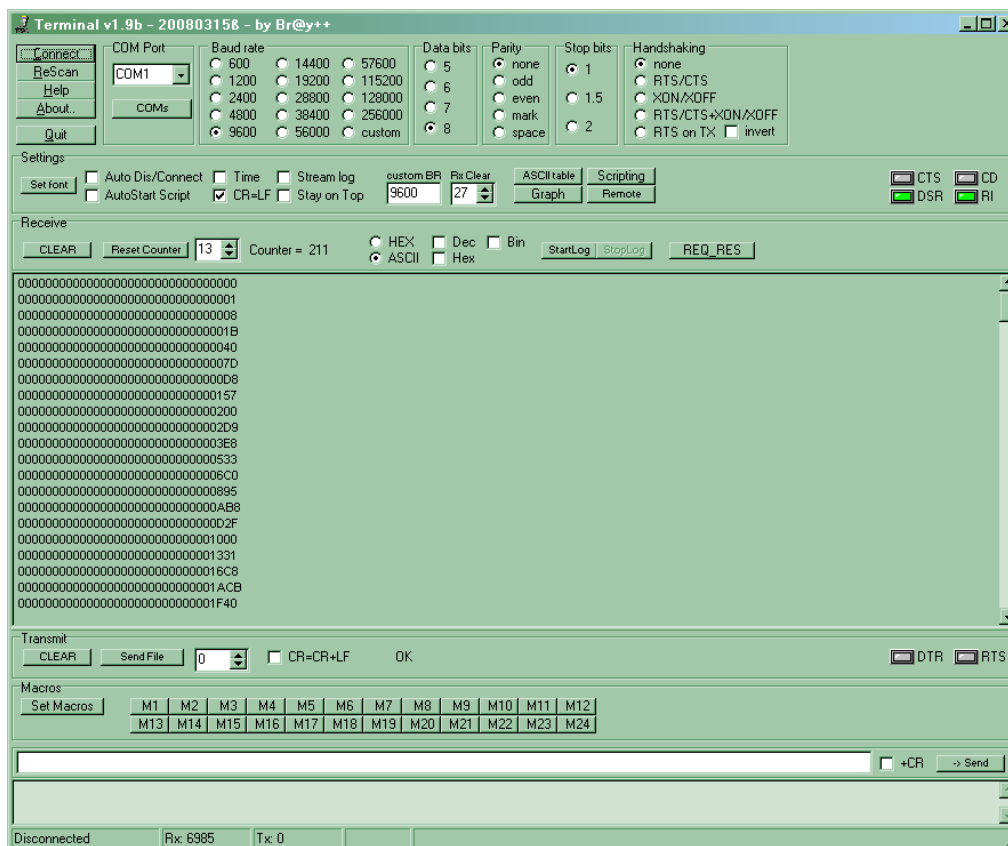 Terminal v1.9b - 20080315ß - by Br@y++
Connect
ReScan
Help
About..
Quit
COM Port
COM1
COMs
Baud rate
600 14400 57600
1200 19200 115200
2400 28800 128000
4800 38400 256000
9600 56000 custom
Data bits
5
6
7
8
Parity
none
odd
even
mark
space
Stop bits
1
1.5
2
Handshaking
none
RTS/CTS
XON/XOFF
RTS/CTS+XON/XOFF
RTS on TX invert
Settings
Set font
Auto Dis/Connect Time Stream log
AutoStart Script CR=LF Stay on Top
custom BR Rx Clear
9600 27
ASCII table Scripting
Graph Remote
CTS CD
DSR RI
Receive
CLEAR Reset Counter 13 Counter = 211
HEX Dec Bin
ASCII Hex
StartLog StopLog REQ_RES
00000000000000000000000000000000
00000000000000000000000000000001
00000000000000000000000000000008
0000000000000000000000000000001B
00000000000000000000000000000040
0000000000000000000000000000007D
000000000000000000000000000000D8
00000000000000000000000000000157
00000000000000000000000000000200
000000000000000000000000000002D9
000000000000000000000000000003E8
00000000000000000000000000000533
000000000000000000000000000006C0
00000000000000000000000000000895
00000000000000000000000000000AB8
00000000000000000000000000000D2F
00000000000000000000000000001000
00000000000000000000000000001331
000000000000000000000000000016C8
00000000000000000000000000001ACB
00000000000000000000000000001F40
Transmit
CLEAR Send File 0 CR=CR+LF OK
DTR RTS
Macros
Set Macros
M1 M2 M3 M4 M5 M6 M7 M8 M9 M10 M11 M12
M13 M14 M15 M16 M17 M18 M19 M20 M21 M22 M23 M24
+CR -> Send
Disconnected Rx: 6985 Tx: 0